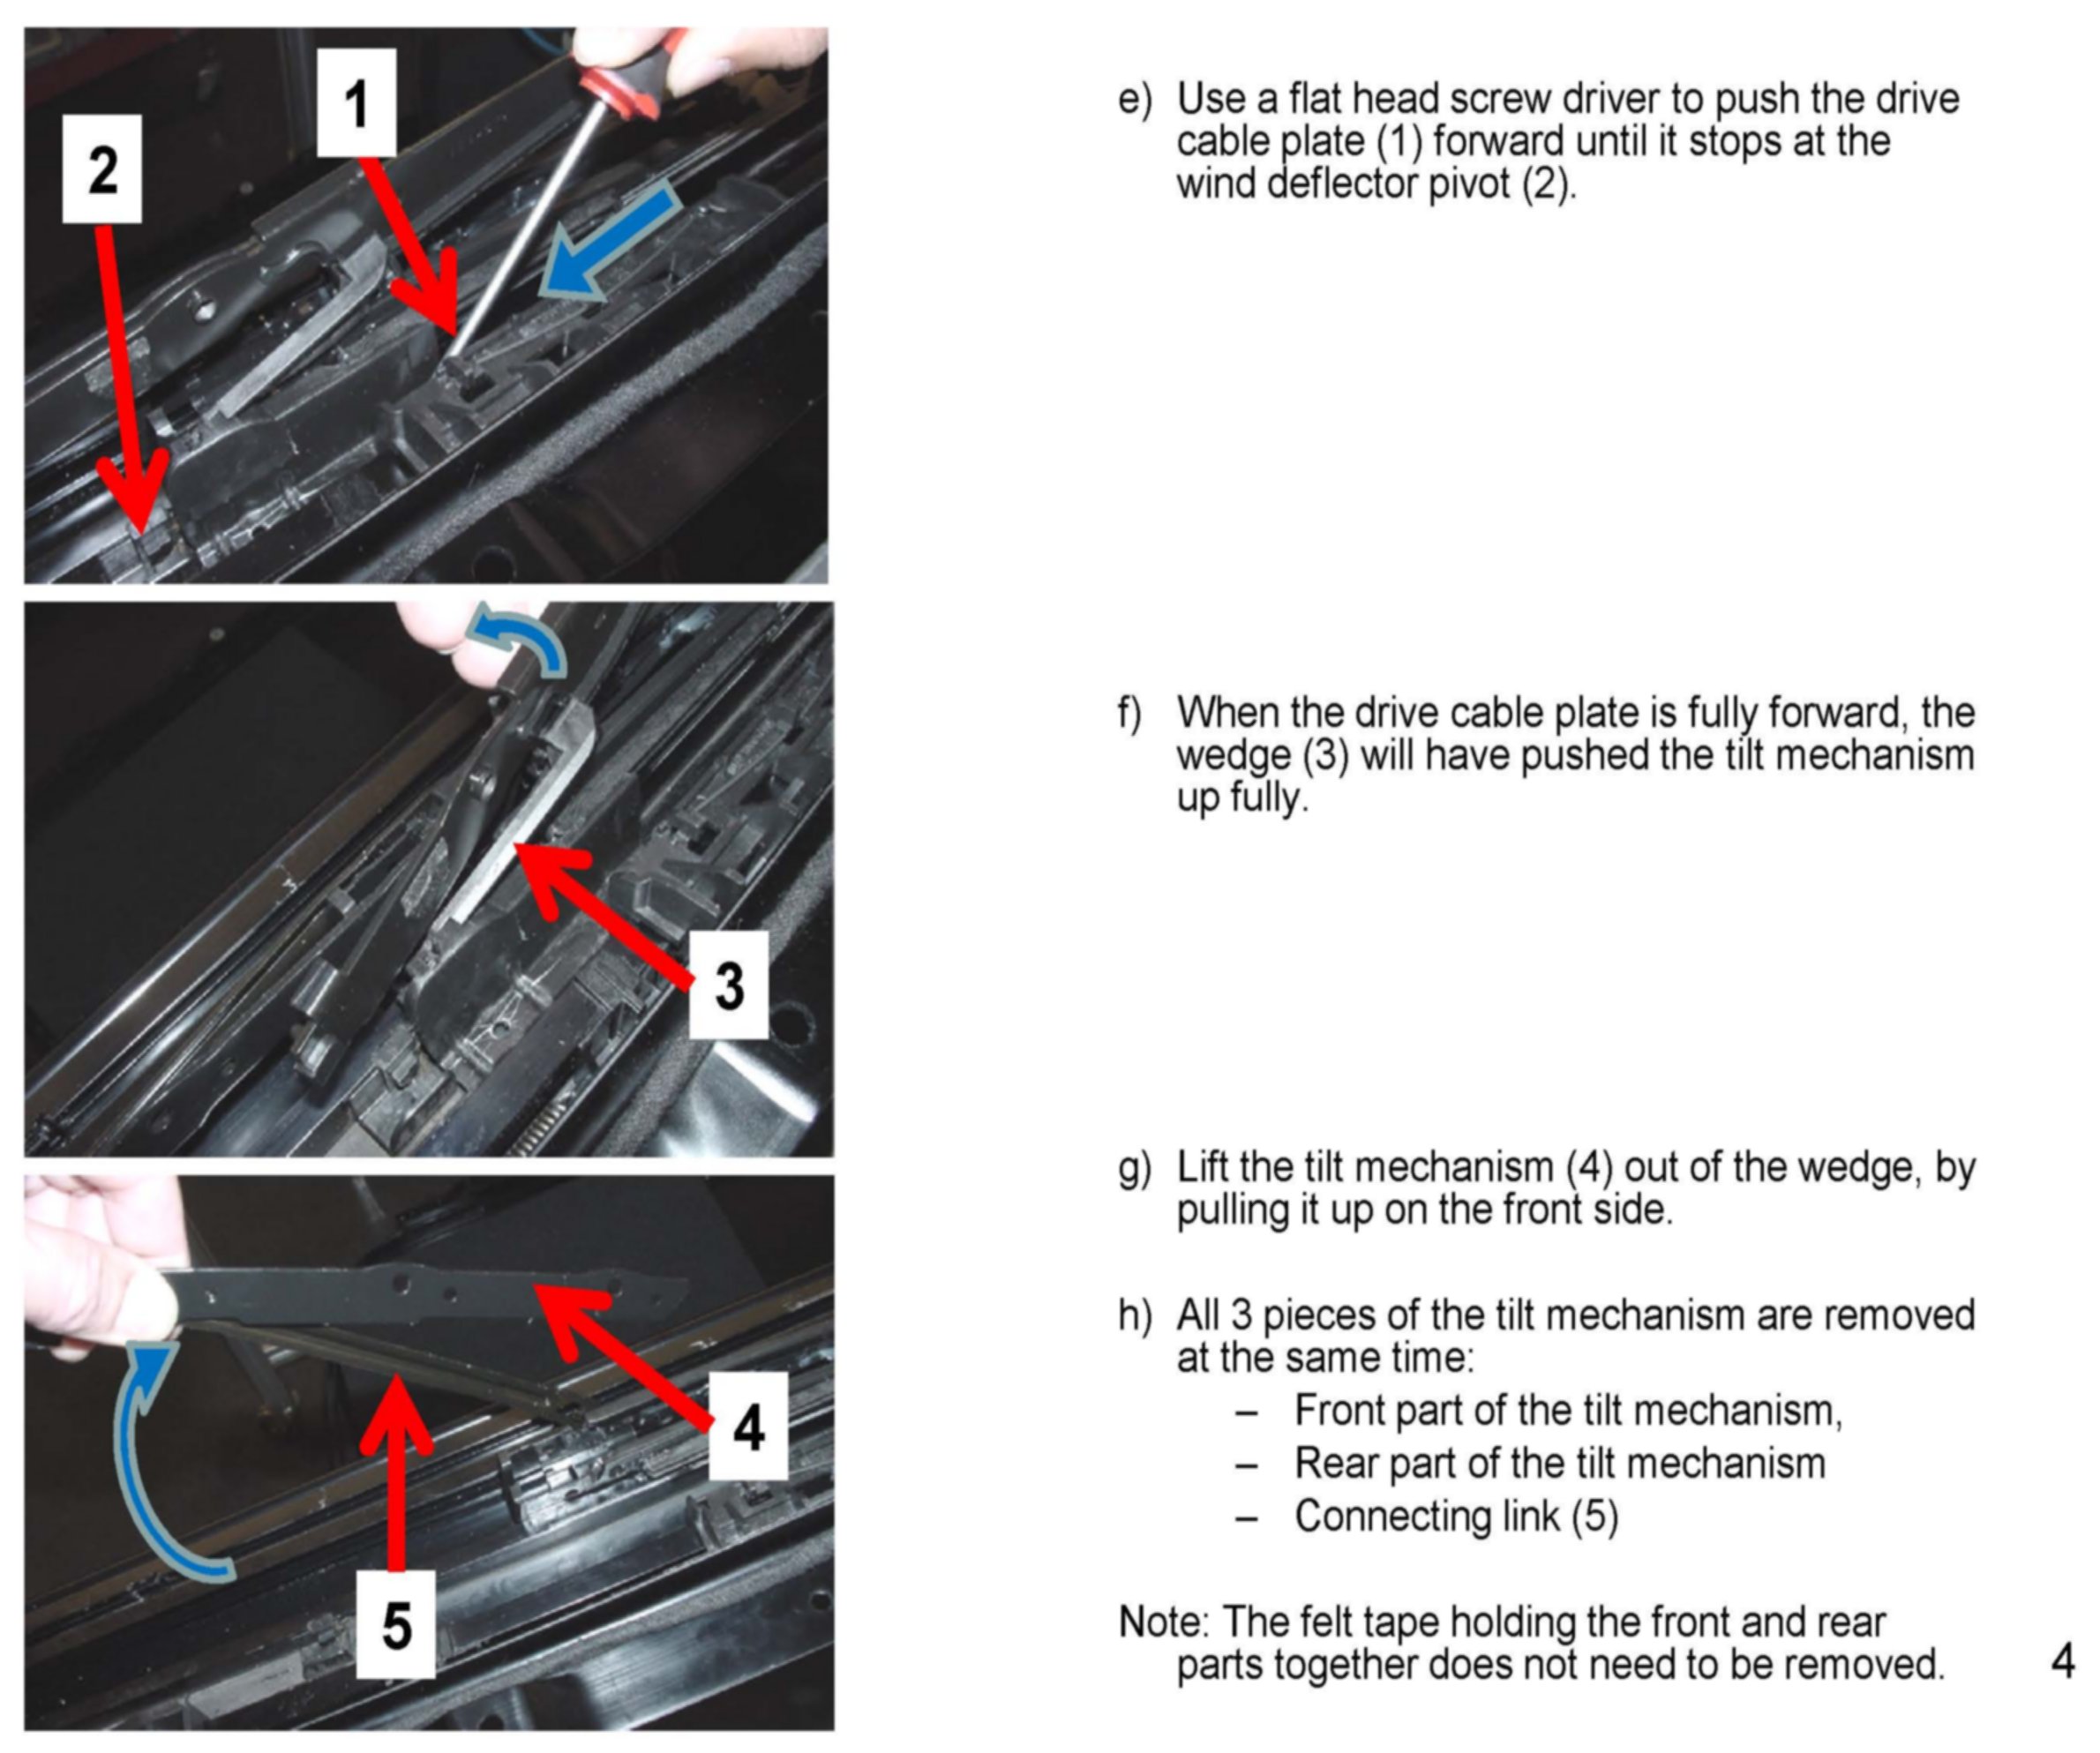 1
2
e) Use a flat head screw driver to push the drive
cable plate (1) forward until it stops at the
wind deflector pivot (2).
3
f) When the drive cable plate is fully forward, the
wedge (3) will have pushed the tilt mechanism
up fully.
4
5
g) Lift the tilt mechanism (4) out of the wedge, by
pulling it up on the front side.
h) All 3 pieces of the tilt mechanism are removed
at the same time:
– Front part of the tilt mechanism,
– Rear part of the tilt mechanism
– Connecting link (5)
Note: The felt tape holding the front and rear
parts together does not need to be removed.
4